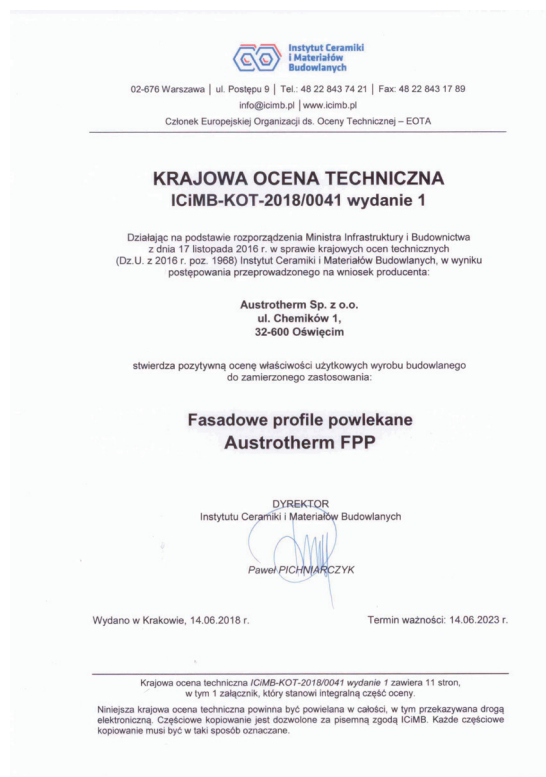 Instytut Ceramiki
i Materiałów
Budowlanych
02-676 Warszawa | ul. Postępu 9 | Tel.: 48 22 843 74 21 | Fax: 48 22 843 17 89
info@icimb.pl | www.icimb.pl
Członek Europejskiej Organizacji ds. Oceny Technicznej – EOTA
KRAJOWA OCENA TECHNICZNA
ICiMB-KOT-2018/0041 wydanie 1
Działając na podstawie rozporządzenia Ministra Infrastruktury i Budownictwa
z dnia 17 listopada 2016 r. w sprawie krajowych ocen technicznych
(Dz.U. z 2016 r. poz. 1968) Instytut Ceramiki i Materiałów Budowlanych, w wyniku
postępowania przeprowadzonego na wniosek producenta:
Austrotherm Sp. z o.o.
ul. Chemików 1,
32-600 Oświęcim
stwierdza pozytywną ocenę właściwości użytkowych wyrobu budowlanego
do zamierzonego zastosowania:
Fasadowe profile powlekane
Austrotherm FPP
DYREKTOR
Instytutu Ceramiki i Materiałów Budowlanych
Paweł PICHNIARCZYK
Wydano w Krakowie, 14.06.2018 r.
Termin ważności: 14.06.2023 r.
Krajowa ocena techniczna ICiMB-KOT-2018/0041 wydanie 1 zawiera 11 stron,
w tym 1 załącznik, który stanowi integralną część oceny.
Niniejsza krajowa ocena techniczna powinna być powielana w całości, w tym przekazywana drogą
elektroniczną. Częściowe kopiowanie jest dozwolone za pisemną zgodą ICiMB. Każde częściowe
kopiowanie musi być w taki sposób oznaczane.